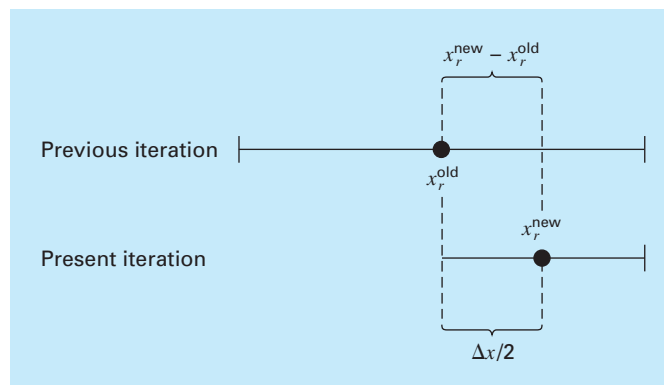 x_r^new − x_r^old
Previous iteration
x_r^old
x_r^new
Present iteration
Δx/2